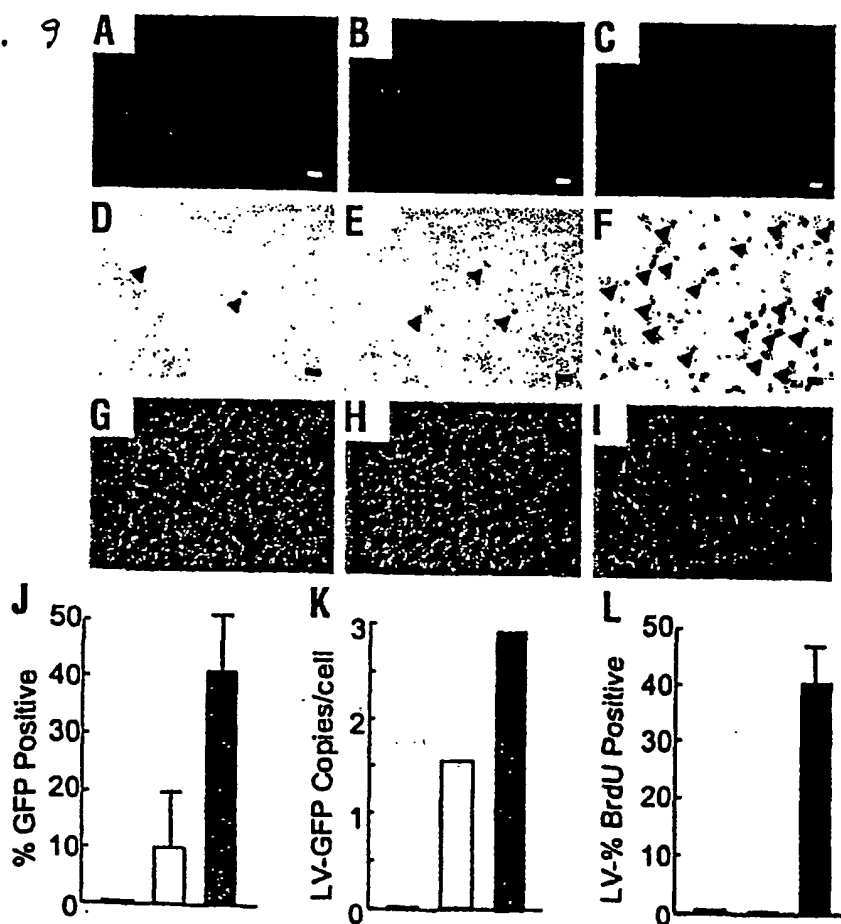 . 9
A
B
C
D
E
F
G
H
I
J
K
L
% GFP Positive
50
40
30
20
10
0
LV-GFP Copies/cell
3
2
1
0
LV-% BrdU Positive
50
40
30
20
10
0